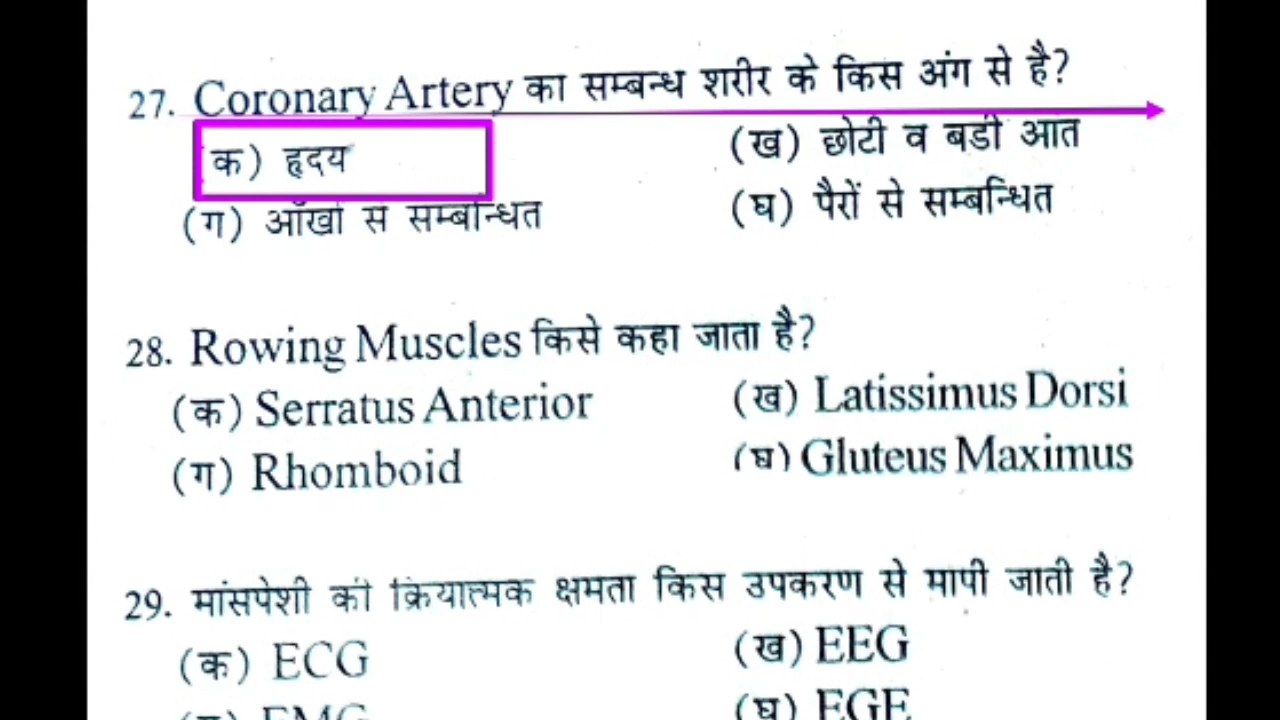 27. Coronary Artery का सम्बन्ध शरीर के किस अंग से है?
क) हृदय (ख) छोटी व बडी आत
(ग) आँखों से सम्बन्धित (घ) पैरों से सम्बन्धित
28. Rowing Muscles किसे कहा जाता है?
(क) Serratus Anterior (ख) Latissimus Dorsi
(ग) Rhomboid (घ) Gluteus Maximus
29. मांसपेशी की क्रियात्मक क्षमता किस उपकरण से मापी जाती है?
(क) ECG (ख) EEG
(ग) EMG (घ) EGE